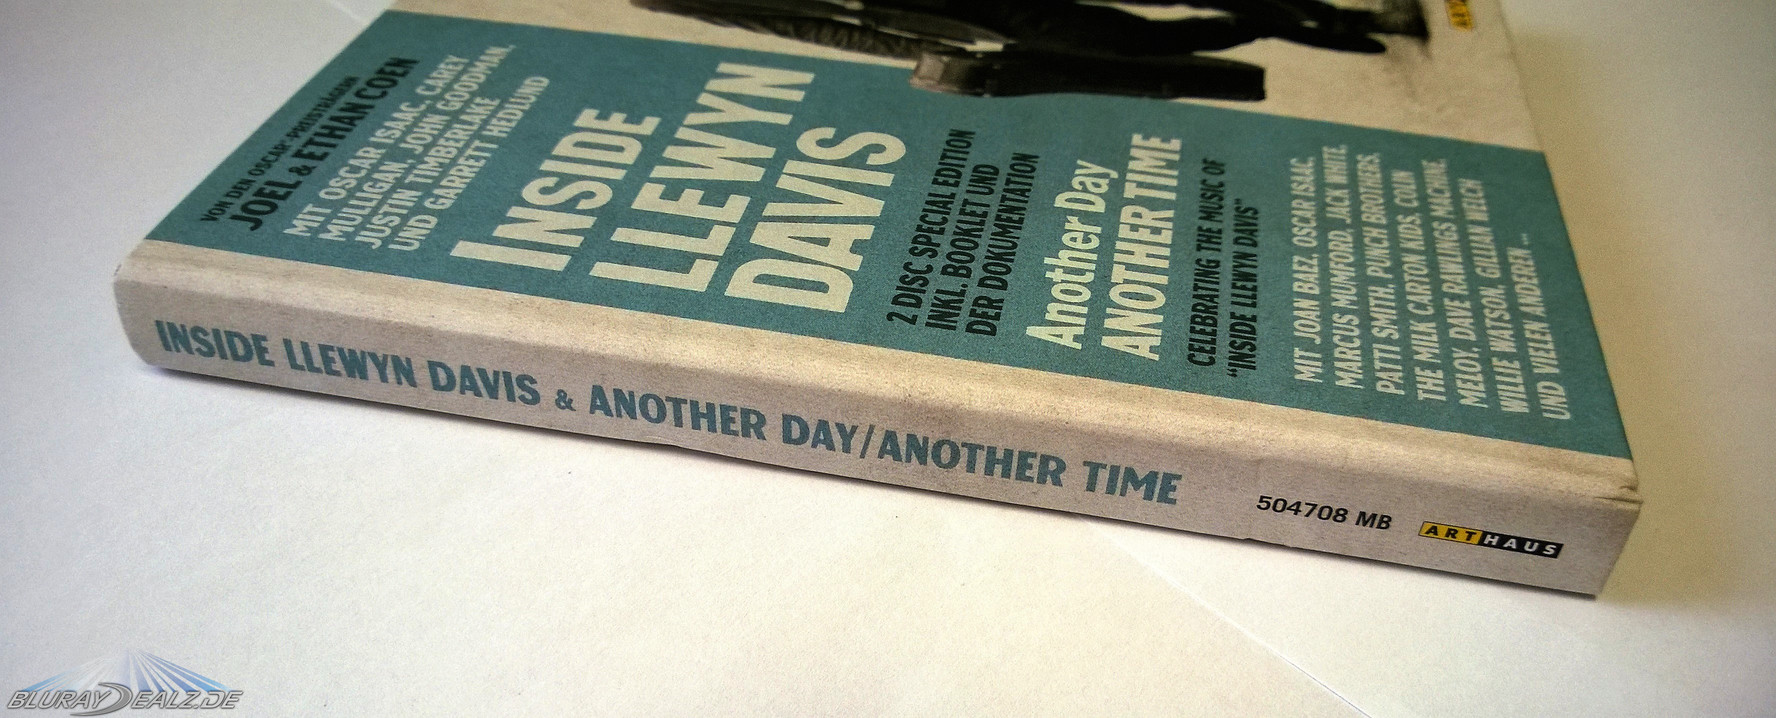 VON DEN OSCAR®-PREISTRÄGERN
JOEL & ETHAN COEN
MIT OSCAR ISAAC, CAREY
MULLIGAN, JOHN GOODMAN,
JUSTIN TIMBERLAKE
UND GARRETT HEDLUND
INSIDE
LLEWYN
DAVIS
2 DISC SPECIAL EDITION
INKL. BOOKLET UND
DER DOKUMENTATION
Another Day
ANOTHER TIME
CELEBRATING THE MUSIC OF
"INSIDE LLEWYN DAVIS"
MIT JOAN BAEZ, OSCAR ISAAC,
MARCUS MUMFORD, JACK WHITE,
PATTI SMITH, PUNCH BROTHERS,
THE MILK CARTON KIDS, COLIN
MELOY, DAVE RAWLINGS MACHINE,
WILLIE WATSON, GILLIAN WELCH
UND VIELEN ANDEREN ...
INSIDE LLEWYN DAVIS & ANOTHER DAY/ANOTHER TIME
504708 MB
ARTHAUS
BLURAYDEALZ.DE